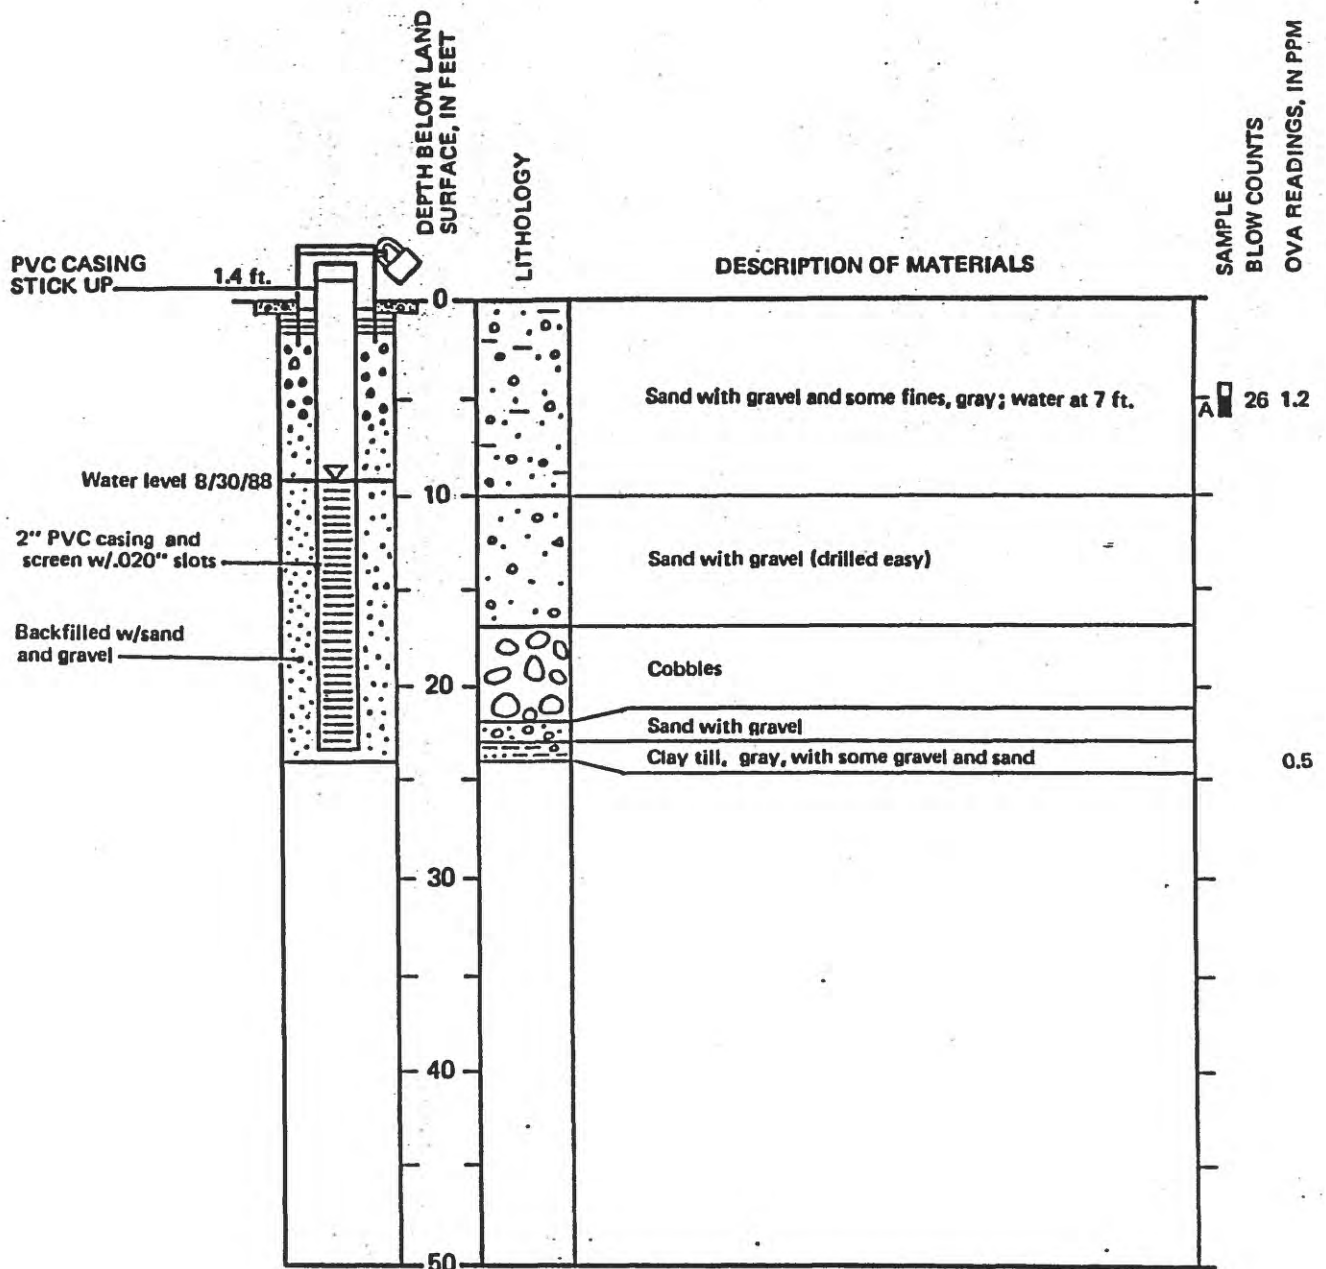 DEPTH BELOW LAND
SURFACE, IN FEET
LITHOLOGY
DESCRIPTION OF MATERIALS
SAMPLE
BLOW COUNTS
OVA READINGS, IN PPM
PVC CASING
STICK UP
1.4 ft.
0
Sand with gravel and some fines, gray; water at 7 ft.
A
26
1.2
Water level 8/30/88
10
2" PVC casing and
screen w/.020" slots
Sand with gravel (drilled easy)
Backfilled w/sand
and gravel
Cobbles
20
Sand with gravel
Clay till, gray, with some gravel and sand
0.5
30
40
50